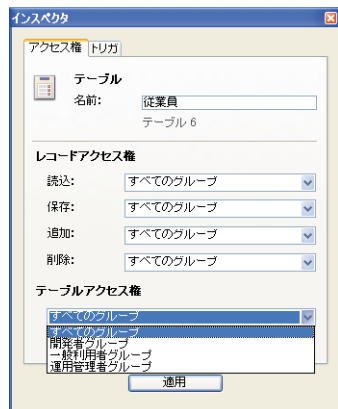 インスペクタ
アクセス権 トリガ
テーブル
名前: 従業員
テーブル 6
レコードアクセス権
読込: すべてのグループ
保存: すべてのグループ
追加: すべてのグループ
削除: すべてのグループ
テーブルアクセス権
すべてのグループ
すべてのグループ
開発者グループ
一般利用者グループ
運用管理者グループ
適用